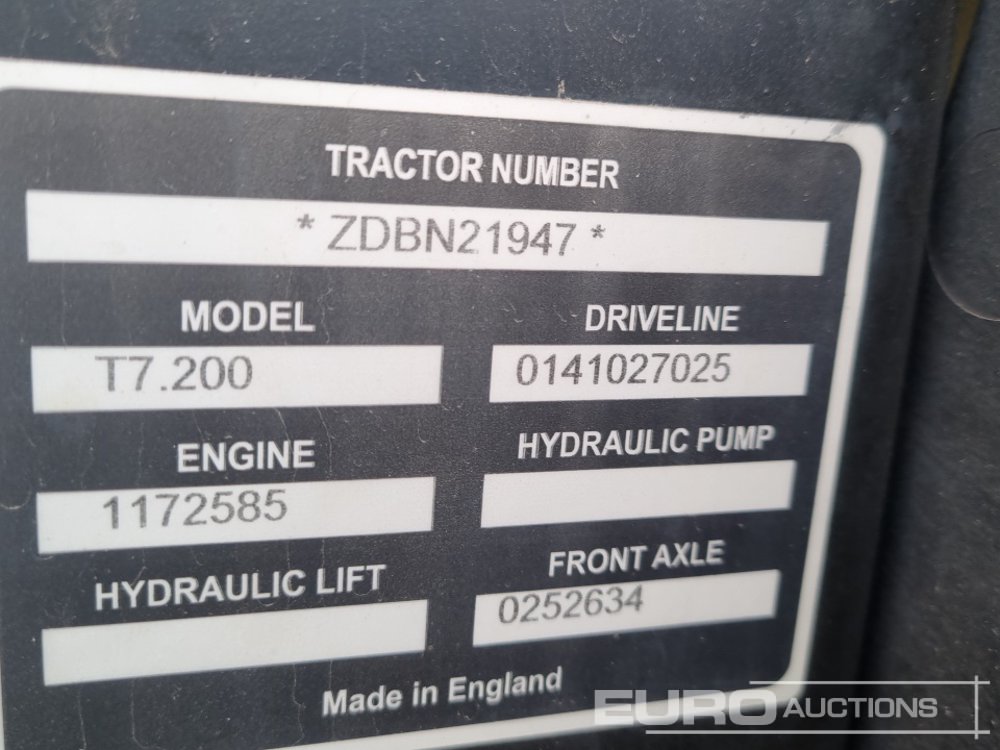 TRACTOR NUMBER
* ZDBN21947 *
MODEL
DRIVELINE
T7.200
0141027025
ENGINE
HYDRAULIC PUMP
1172585
HYDRAULIC LIFT
FRONT AXLE
0252634
Made in England
EURO AUCTIONS